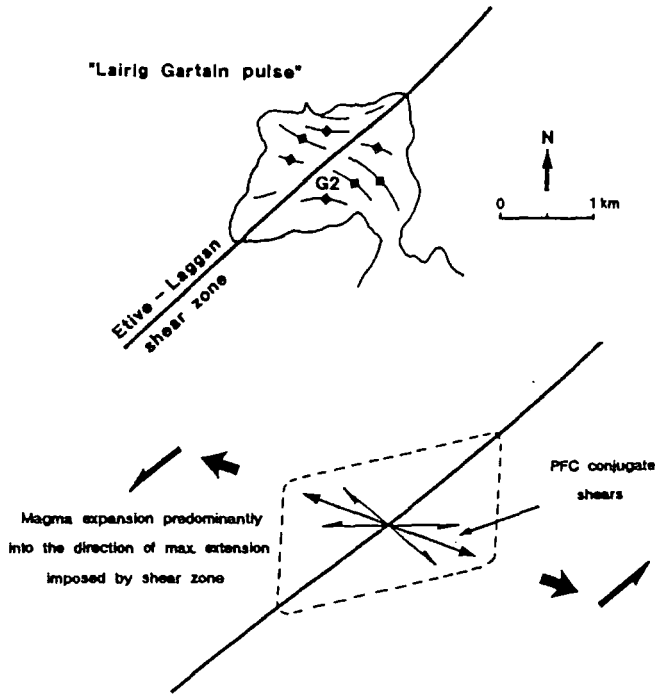 "Lairig Gartain pulse"
N
G2
0 1 km
Etive - Laggan
shear zone
PFC conjugate
shears
Magma expansion predominantly
into the direction of max. extension
imposed by shear zone